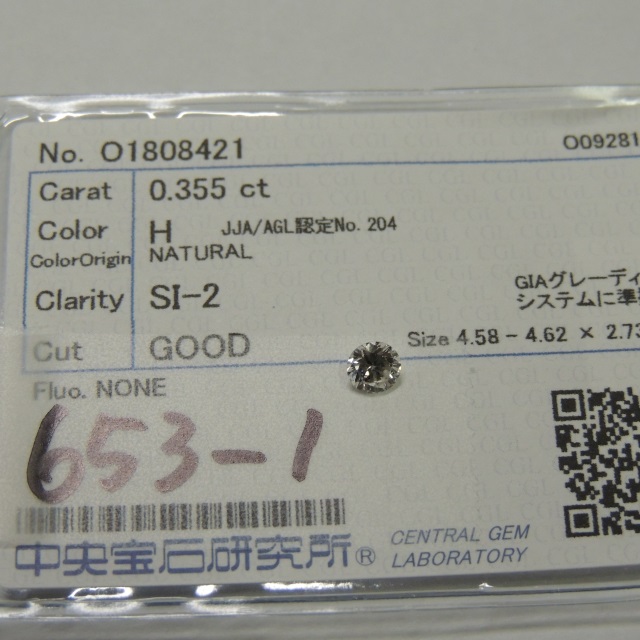 No. O1808421 O09281
Carat 0.355 ct
Color H JJA/AGL認定No. 204
ColorOrigin NATURAL
Clarity SI-2
GIAグレーディ
システムに準
Cut GOOD Size 4.58 - 4.62 × 2.73
Fluo. NONE
653-1
中央宝石研究所® CENTRAL GEM
LABORATORY